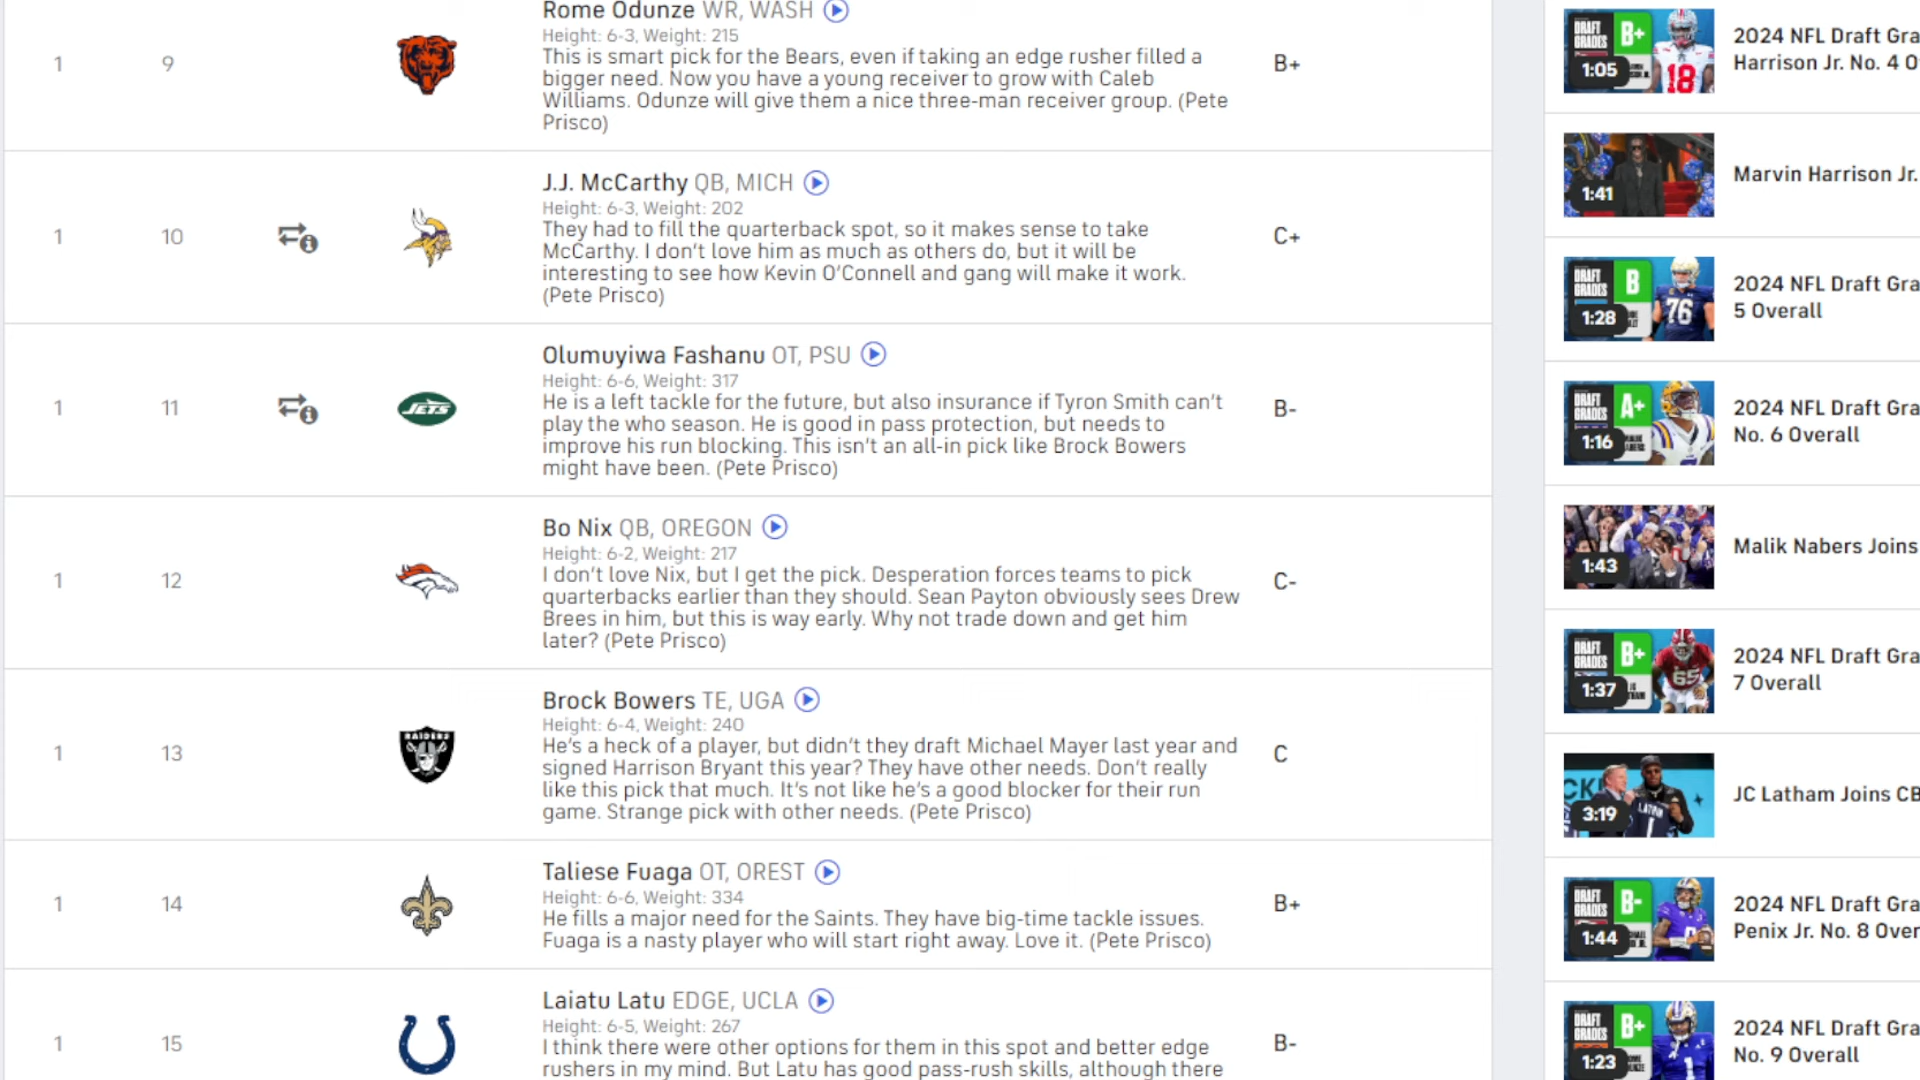 Rome Odunze WR, WASH
Height: 6-3, Weight: 215
1 9 This is smart pick for the Bears, even if taking an edge rusher filled a B+
bigger need. Now you have a young receiver to grow with Caleb
Williams. Odunze will give them a nice three-man receiver group. (Pete
Prisco)
J.J. McCarthy QB, MICH
Height: 6-3, Weight: 202
1 10 They had to fill the quarterback spot, so it makes sense to take C+
McCarthy. I don't love him as much as others do, but it will be
interesting to see how Kevin O'Connell and gang will make it work.
(Pete Prisco)
Olumuyiwa Fashanu OT, PSU
Height: 6-6, Weight: 317
1 11 JETS He is a left tackle for the future, but also insurance if Tyron Smith can't B-
play the who season. He is good in pass protection, but needs to
improve his run blocking. This isn't an all-in pick like Brock Bowers
might have been. (Pete Prisco)
Bo Nix QB, OREGON
Height: 6-2, Weight: 217
1 12 I don't love Nix, but I get the pick. Desperation forces teams to pick C-
quarterbacks earlier than they should. Sean Payton obviously sees Drew
Brees in him, but this is way early. Why not trade down and get him
later? (Pete Prisco)
Brock Bowers TE, UGA
Height: 6-4, Weight: 240
1 13 RAIDERS He's a heck of a player, but didn't they draft Michael Mayer last year and C
signed Harrison Bryant this year? They have other needs. Don't really
like this pick that much. It's not like he's a good blocker for their run
game. Strange pick with other needs. (Pete Prisco)
Taliese Fuaga OT, OREST
Height: 6-6, Weight: 334
1 14 He fills a major need for the Saints. They have big-time tackle issues. B+
Fuaga is a nasty player who will start right away. Love it. (Pete Prisco)
Laiatu Latu EDGE, UCLA
Height: 6-5, Weight: 267
1 15 I think there were other options for them in this spot and better edge B-
rushers in my mind. But Latu has good pass-rush skills, although there
DRAFT GRADES B+ 18 1:05
2024 NFL Draft Gra
Harrison Jr. No. 4 O
1:41
Marvin Harrison Jr.
DRAFT GRADES B 76 1:28
2024 NFL Draft Gra
5 Overall
DRAFT GRADES A+ 1:16
2024 NFL Draft Gra
No. 6 Overall
1:43
Malik Nabers Joins
DRAFT GRADES B+ 65 1:37
2024 NFL Draft Gra
7 Overall
3:19
JC Latham Joins CB
DRAFT GRADES B- 1:44
2024 NFL Draft Gra
Penix Jr. No. 8 Over
DRAFT GRADES B+ 1 1:23
2024 NFL Draft Gra
No. 9 Overall